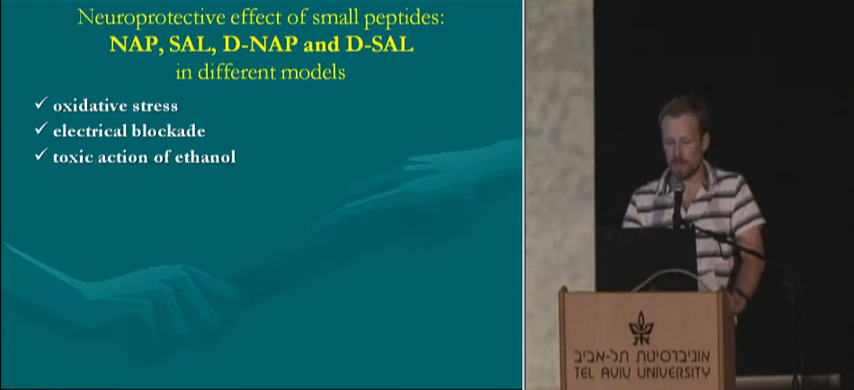 Neuroprotective effect of small peptides:
NAP, SAL, D-NAP and D-SAL
in different models
✓ oxidative stress
✓ electrical blockade
✓ toxic action of ethanol
אוניברסיטת תל-אביב
TEL AVIV UNIVERSITY